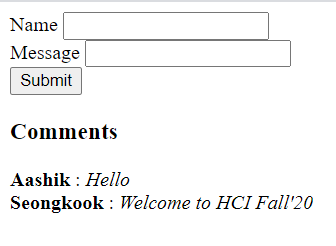 Name
Message
Submit
Comments
Aashik : Hello
Seongkook : Welcome to HCI Fall'20